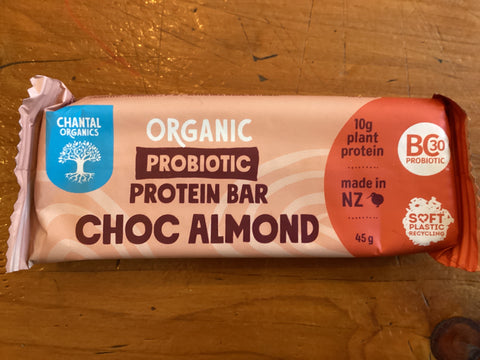 CHANTAL
ORGANICS
ORGANIC
PROBIOTIC
PROTEIN BAR
CHOC ALMOND
10g
plant
protein
made in
NZ
45g
BC30
PROBIOTIC
SOFT
PLASTIC
RECYCLING